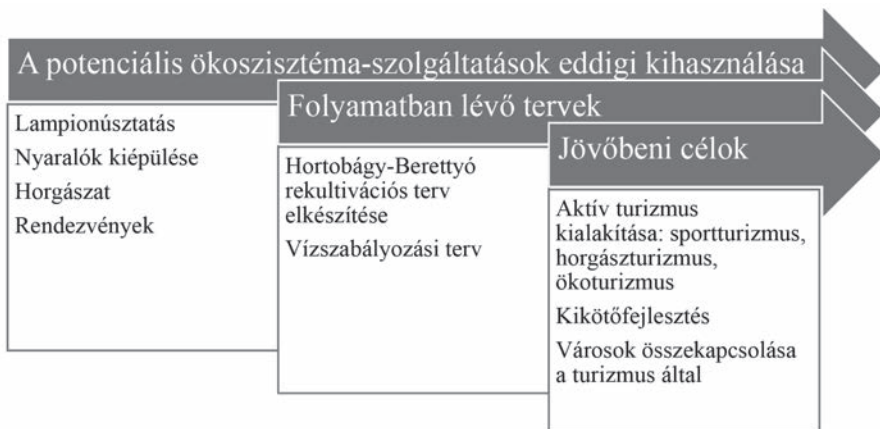 A potenciális ökoszisztéma-szolgáltatások eddigi kihasználása
Lampionúsztatás
Nyaralók kiépülése
Horgászat
Rendezvények
Folyamatban lévő tervek
Hortobágy-Berettyó
rekultivációs terv
elkészítése
Vízszabályozási terv
Jövőbeni célok
Aktív turizmus
kialakítása: sportturizmus,
horgászturizmus,
ökoturizmus
Kikötőfejlesztés
Városok összekapcsolása
a turizmus által